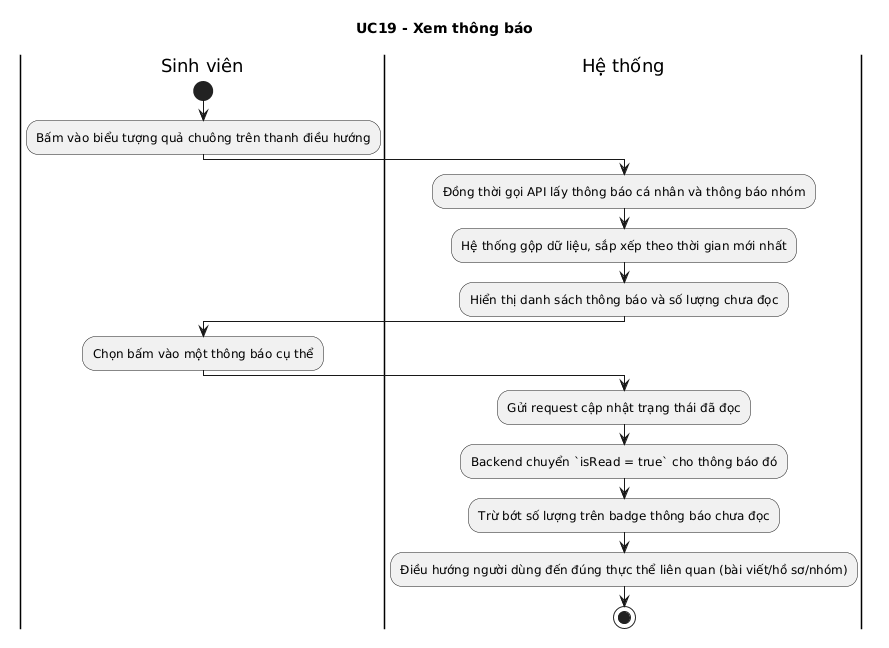 UC19 - Xem thông báo
Sinh viên
Hệ thống
Bấm vào biểu tượng quả chuông trên thanh điều hướng
Đồng thời gọi API lấy thông báo cá nhân và thông báo nhóm
Hệ thống gộp dữ liệu, sắp xếp theo thời gian mới nhất
Hiển thị danh sách thông báo và số lượng chưa đọc
Chọn bấm vào một thông báo cụ thể
Gửi request cập nhật trạng thái đã đọc
Backend chuyển `isRead = true` cho thông báo đó
Trừ bớt số lượng trên badge thông báo chưa đọc
Điều hướng người dùng đến đúng thực thể liên quan (bài viết/hồ sơ/nhóm)